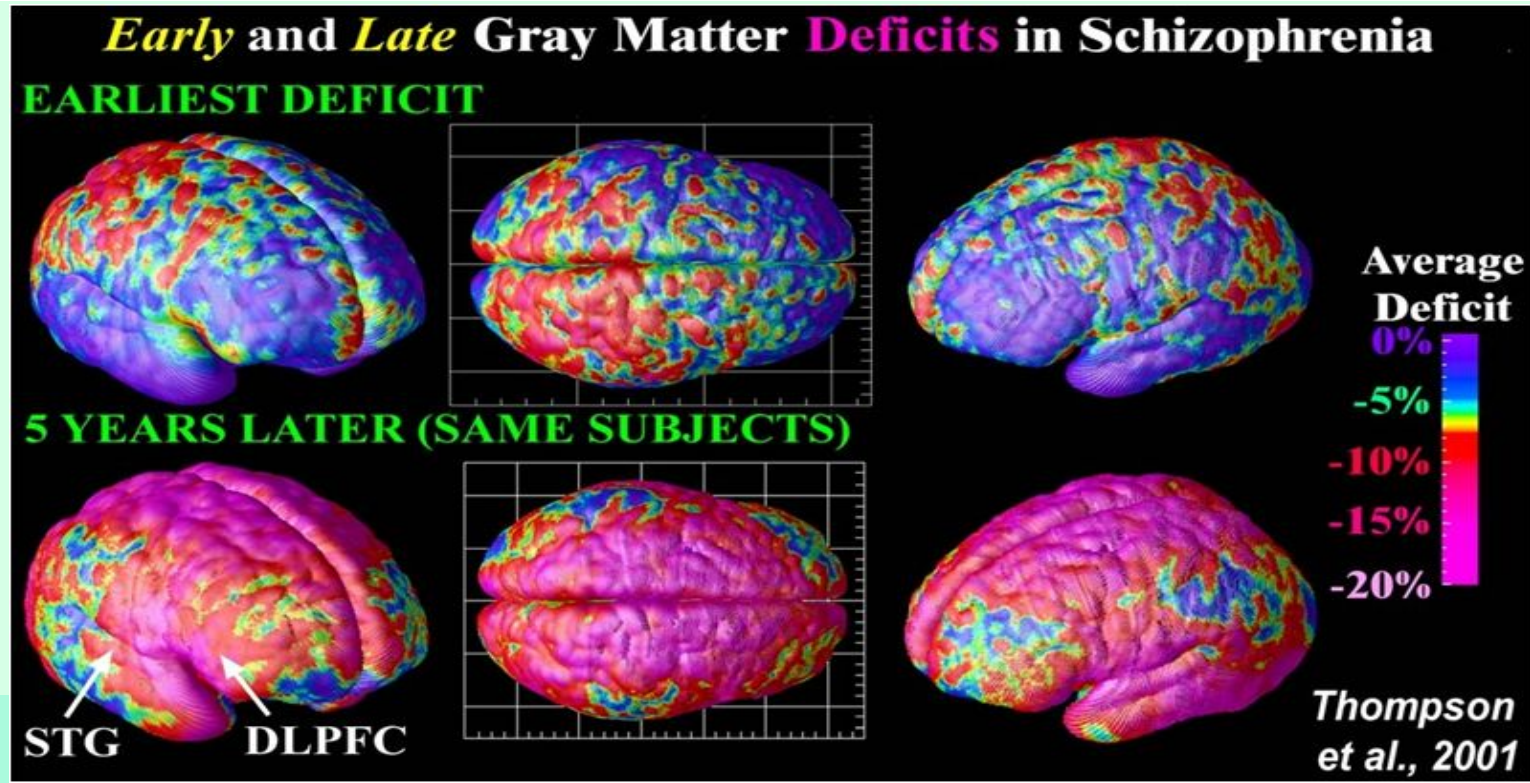 Early and Late Gray Matter Deficits in Schizophrenia
EARLIEST DEFICIT
Average
Deficit
0%
-5%
-10%
-15%
-20%
5 YEARS LATER (SAME SUBJECTS)
STG
DLPFC
Thompson
et al., 2001